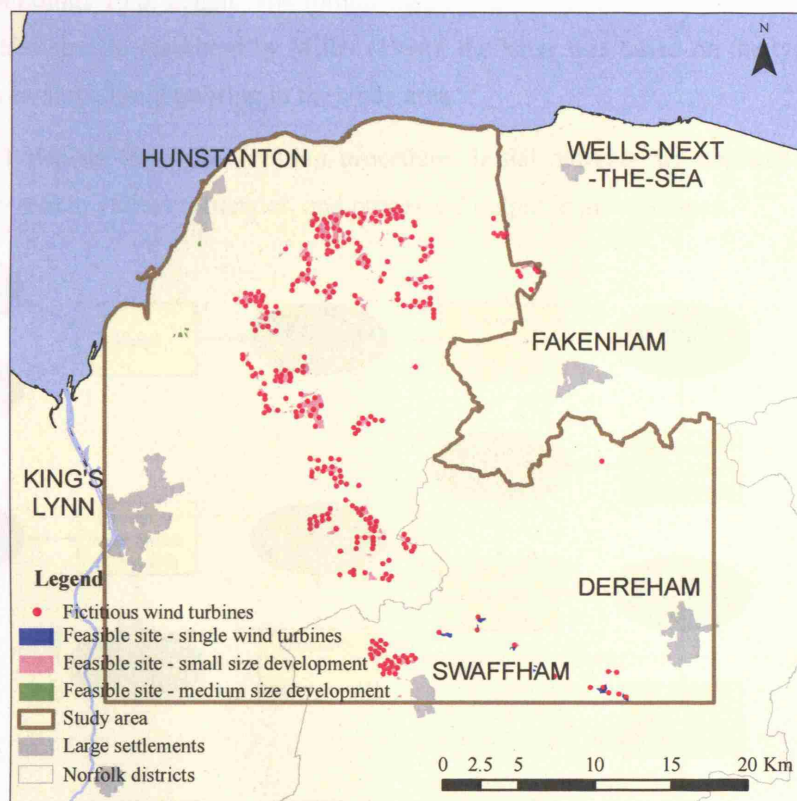 N
HUNSTANTON
WELLS-NEXT
-THE-SEA
FAKENHAM
KING'S
LYNN
DEREHAM
SWAFFHAM
Legend
Fictitious wind turbines
Feasible site - single wind turbines
Feasible site - small size development
Feasible site - medium size development
Study area
Large settlements
Norfolk districts
0 2.5 5 10 15 20 Km